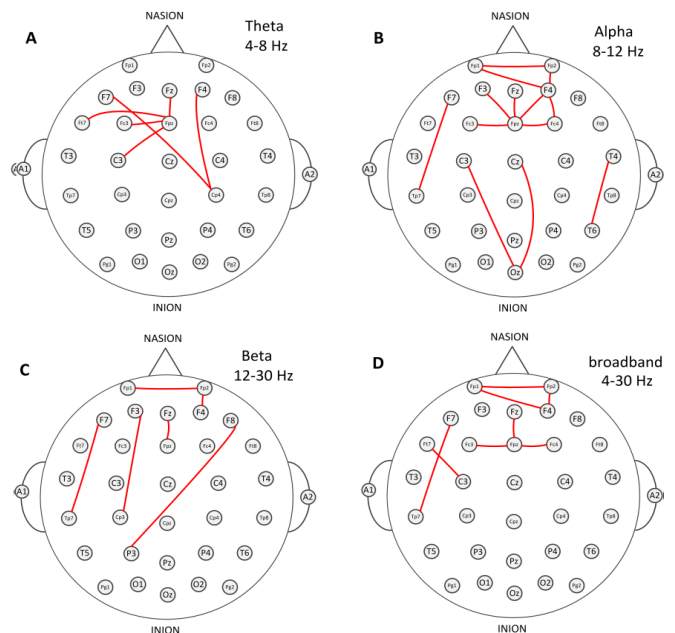 NASION
A
Theta
4-8 Hz
Fp1 Fp2
F7 F3 Fz F4 F8
Ft7 Fc3 Fpz Fc4 Ft8
T3 C3 Cz C4 T4
A1 A2
Tp7 Cp3 Cpz Cp4 Tp8
T5 P3 Pz P4 T6
Pg1 O1 Oz O2 Pg2
INION
NASION
B
Alpha
8-12 Hz
Fp1 Fp2
F7 F3 Fz F4 F8
Ft7 Fc3 Fpz Fc4 Ft8
T3 C3 Cz C4 T4
A1 A2
Tp7 Cp3 Cpz Tp8
T5 P3 Pz P4 T6
Pg1 O1 Oz O2 Pg2
INION
NASION
C
Beta
12-30 Hz
Fp1 Fp2
F7 F3 Fz F4 F8
Ft7 Fc3 Fpz Fc4 Ft8
T3 C3 Cz C4 T4
A1 A2
Tp7 Cp3 Cpz Cp4 Tp8
T5 P3 Pz P4 T6
Pg1 O1 Oz O2 Pg2
INION
NASION
D
broadband
4-30 Hz
Fp1 Fp2
F7 F3 Fz F4 F8
Ft7 Fc3 Fpz Fc4 Ft8
T3 C3 Cz C4 T4
A1 A2
Tp7 Cp3 Cpz Cp4 Tp8
T5 P3 Pz P4 T6
Pg1 O1 Oz O2 Pg2
INION